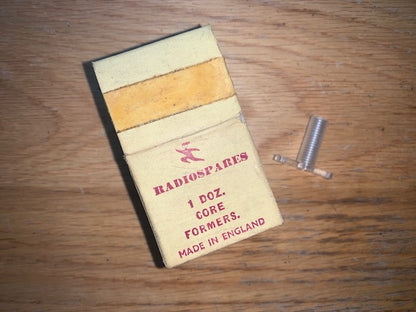 RADIOSPARES
1 DOZ.
CORE
FORMERS.
MADE IN ENGLAND